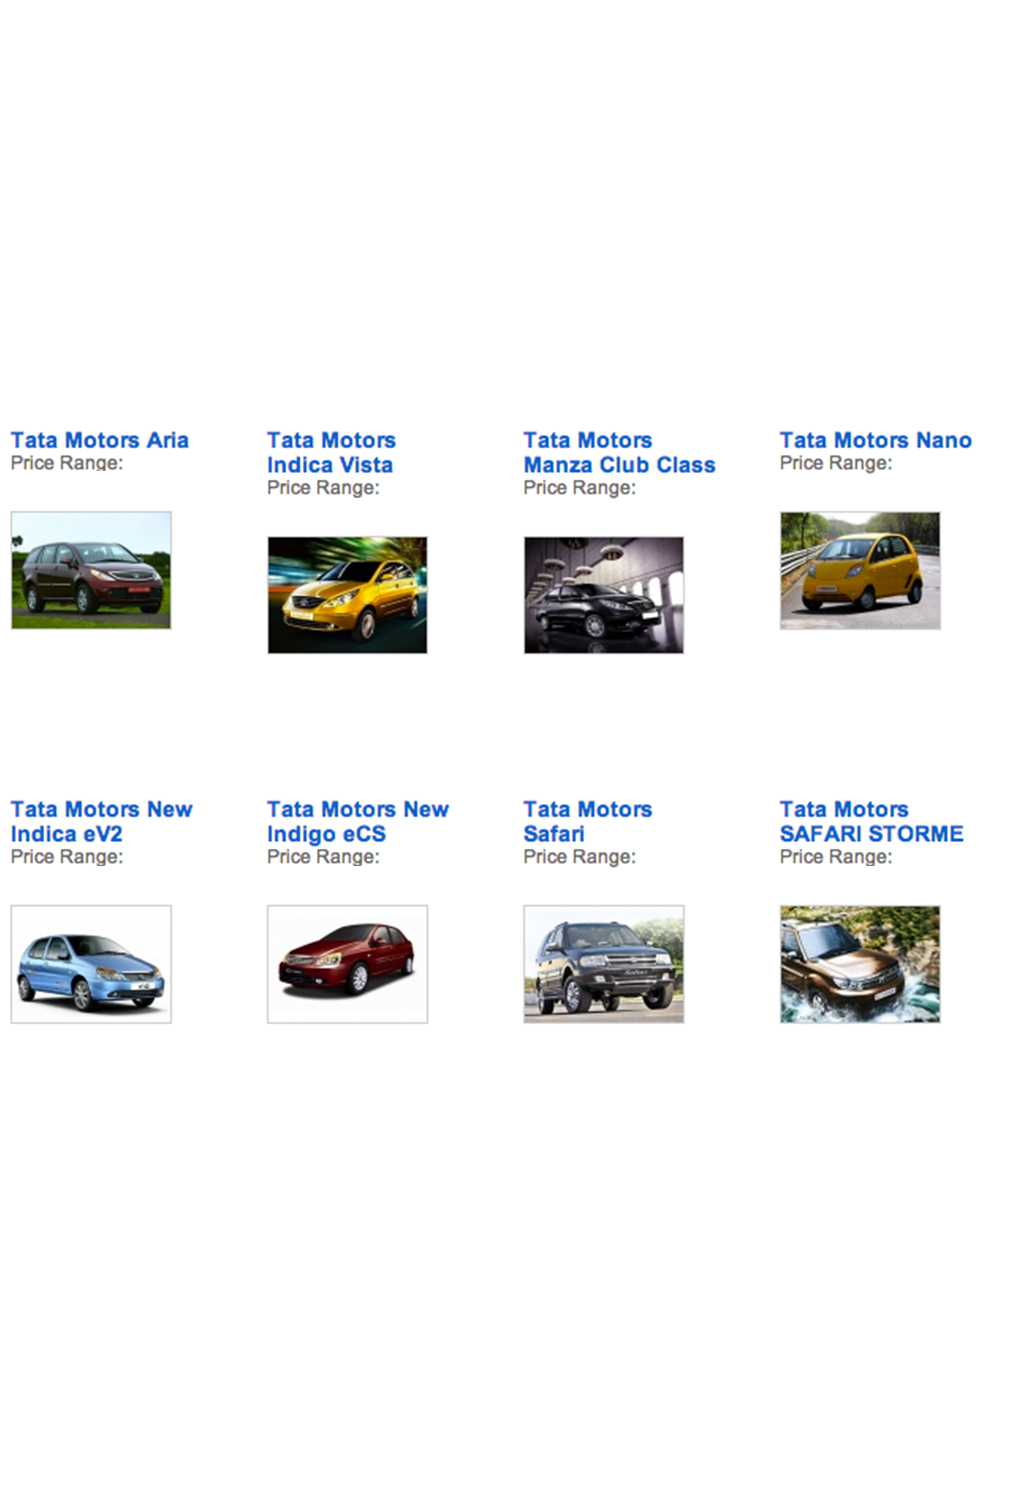 Tata Motors Aria
Price Range:
Tata Motors
Indica Vista
Price Range:
Tata Motors
Manza Club Class
Price Range:
Tata Motors Nano
Price Range:
Tata Motors New
Indica eV2
Price Range:
Tata Motors New
Indigo eCS
Price Range:
Tata Motors
Safari
Price Range:
Safari
Tata Motors
SAFARI STORME
Price Range: